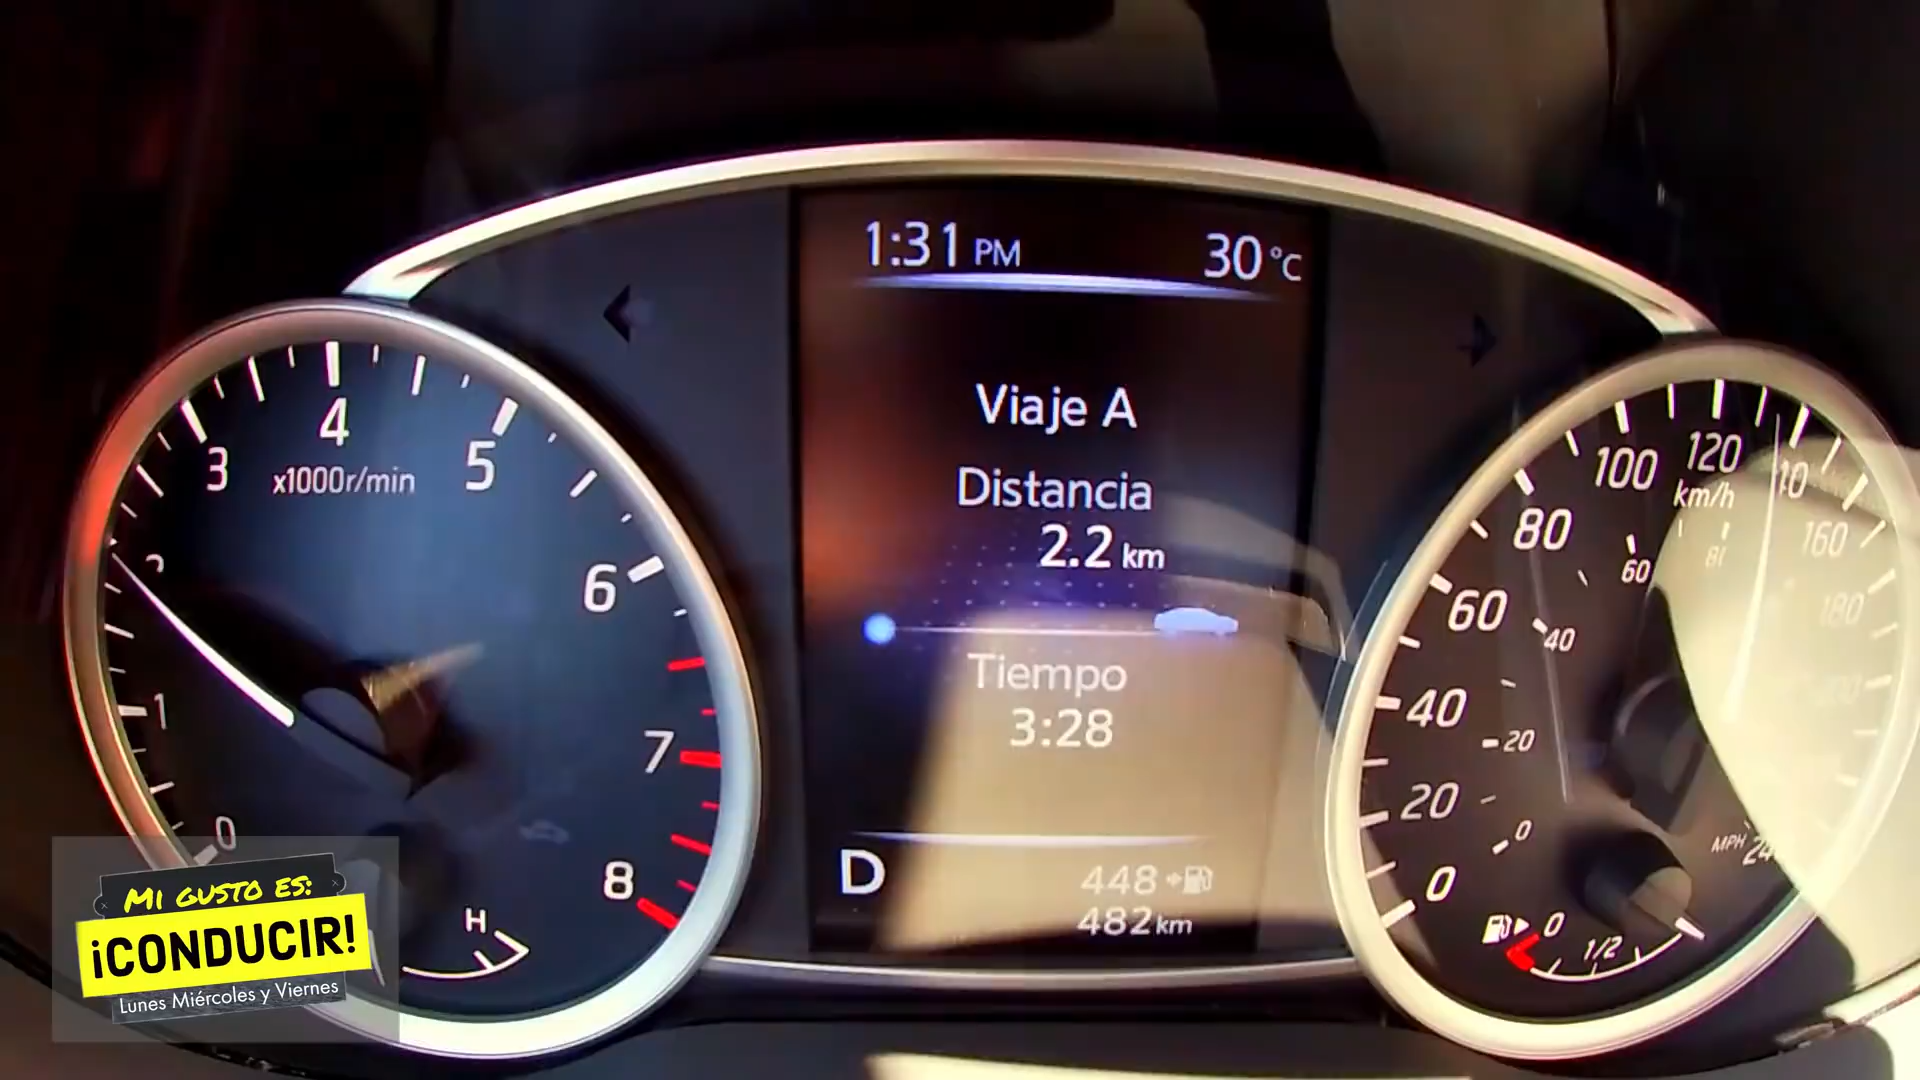 1:31 PM 30 °C
Viaje A
Distancia
2.2 km
Tiempo
3:28
D
448
482 km
0
1
3
4
5
6
7
8
x1000r/min
H
0
20
40
60
80
100
120
160
180
km/h
0
20
40
60
MPH
0
1/2
MI GUSTO ES:
¡CONDUCIR!
Lunes Miércoles y Viernes